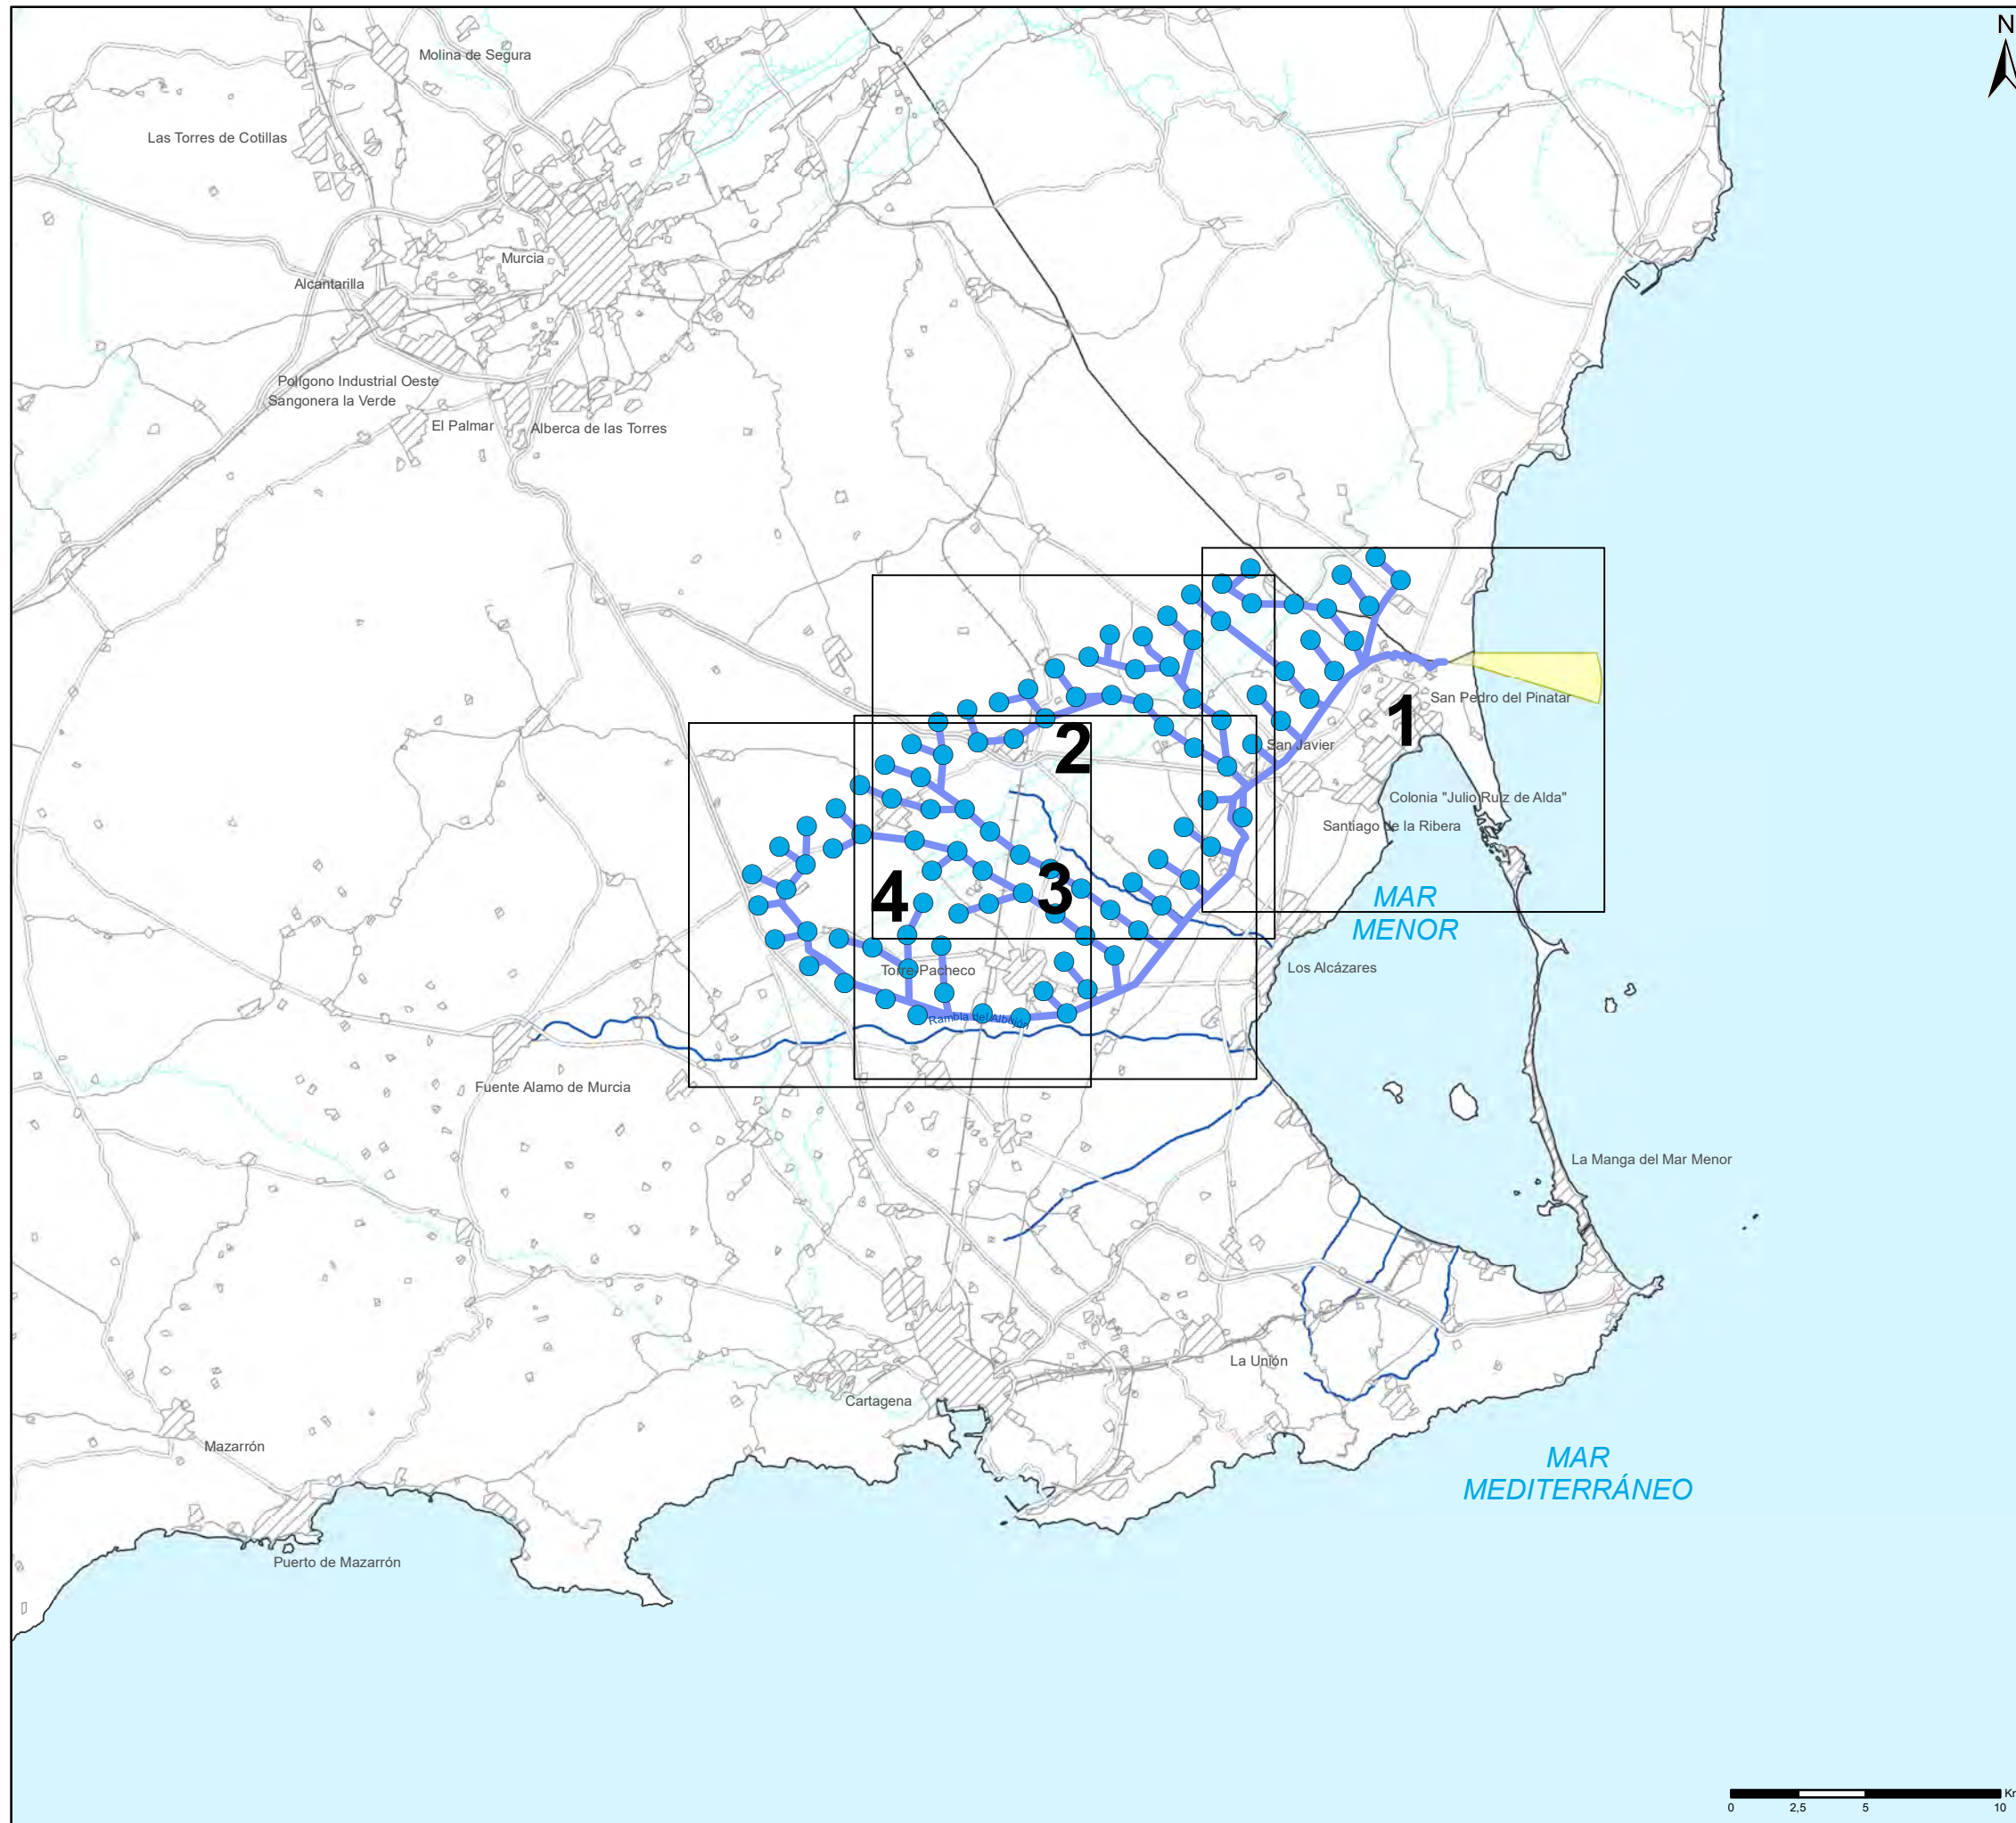 N
Molina de Segura
Las Torres de Cotillas
Murcia
Alcantarilla
Polígono Industrial Oeste
Sangonera la Verde
El Palmar
Alberca de las Torres
San Pedro del Pinatar
1
2
San Javier
Colonia "Julio Ruiz de Alda"
Santiago de la Ribera
3
4
MAR
MENOR
Los Alcázares
Torre-Pacheco
Rambla del Albujón
Fuente Alamo de Murcia
La Manga del Mar Menor
La Unión
Cartagena
Mazarrón
MAR
MEDITERRÁNEO
Puerto de Mazarrón
0 2,5 5 10